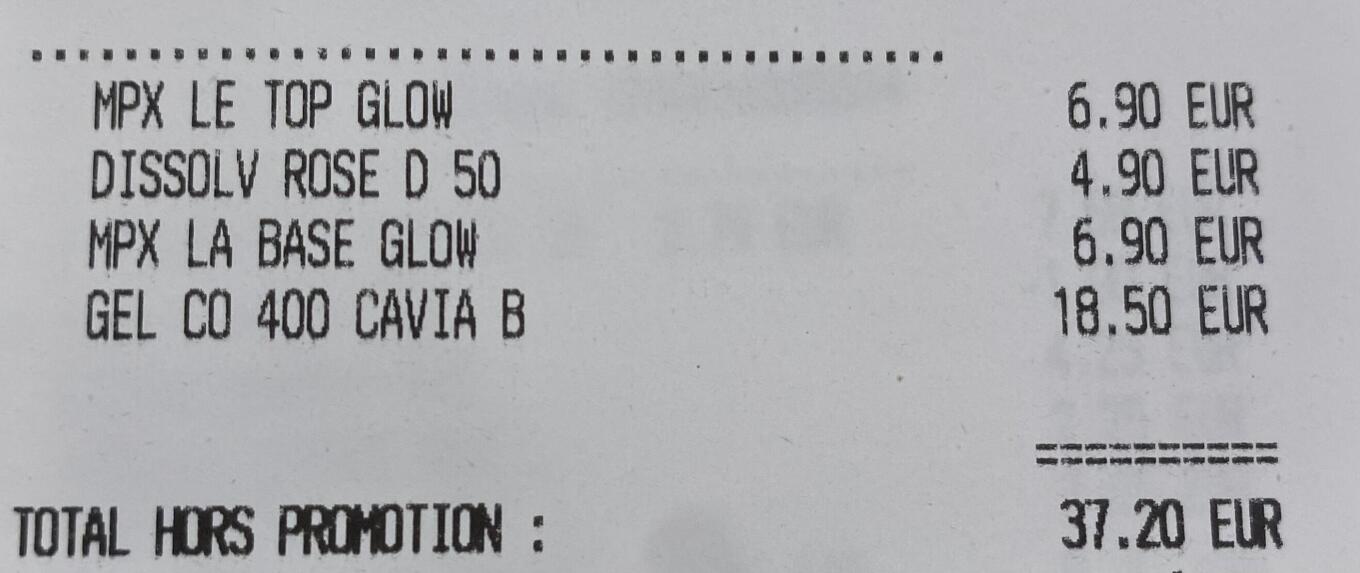 MPX LE TOP GLOW 6.90 EUR
DISSOLV ROSE D 50 4.90 EUR
MPX LA BASE GLOW 6.90 EUR
GEL CO 400 CAVIA B 18.50 EUR
==========
TOTAL HORS PROMOTION : 37.20 EUR